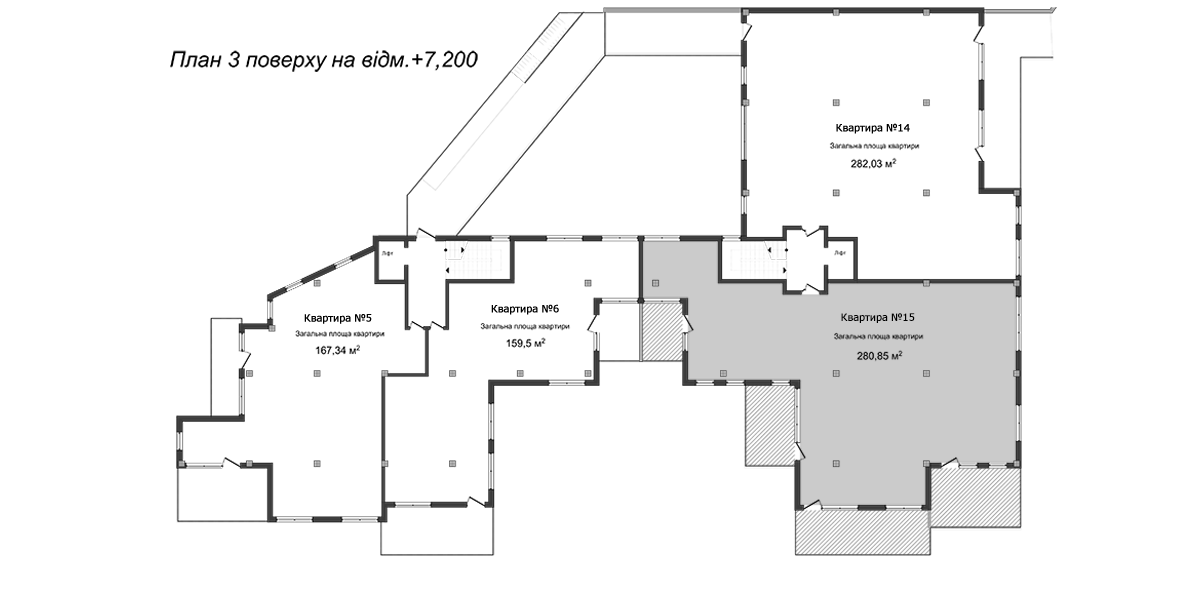 План 3 поверху на відм.+7,200
Квартира №14
Загальна площа квартири
282,03 м²
Ліфт
Ліфт
Квартира №5
Загальна площа квартири
167,34 м²
Квартира №6
Загальна площа квартири
159,5 м²
Квартира №15
Загальна площа квартири
280,85 м²